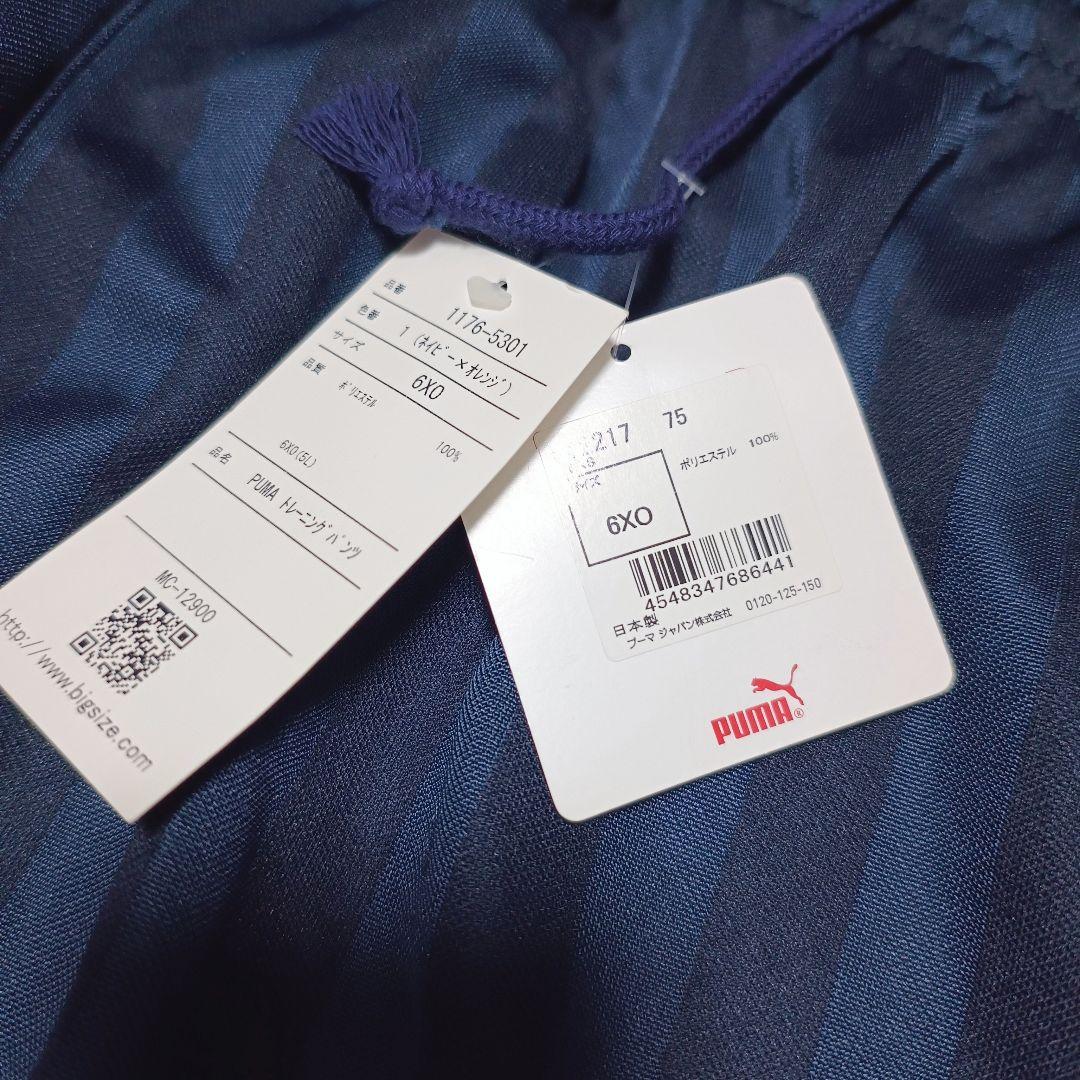 品番 1176-5301
色番 1 (ﾈｲﾋﾞｰ×ｵﾚﾝｼﾞ)
サイズ 6XO
品質 ﾎﾟﾘｴｽﾃﾙ 100%
6XO(5L)
品名 PUMA ﾄﾚｰﾆﾝｸﾞﾊﾟﾝﾂ
MC-12900
http://www.bigsize.com
217 75
サイズ ポリエステル 100%
6XO
4548347686441
日本製
プーマ ジャパン株式会社 0120-125-150
PUMA®